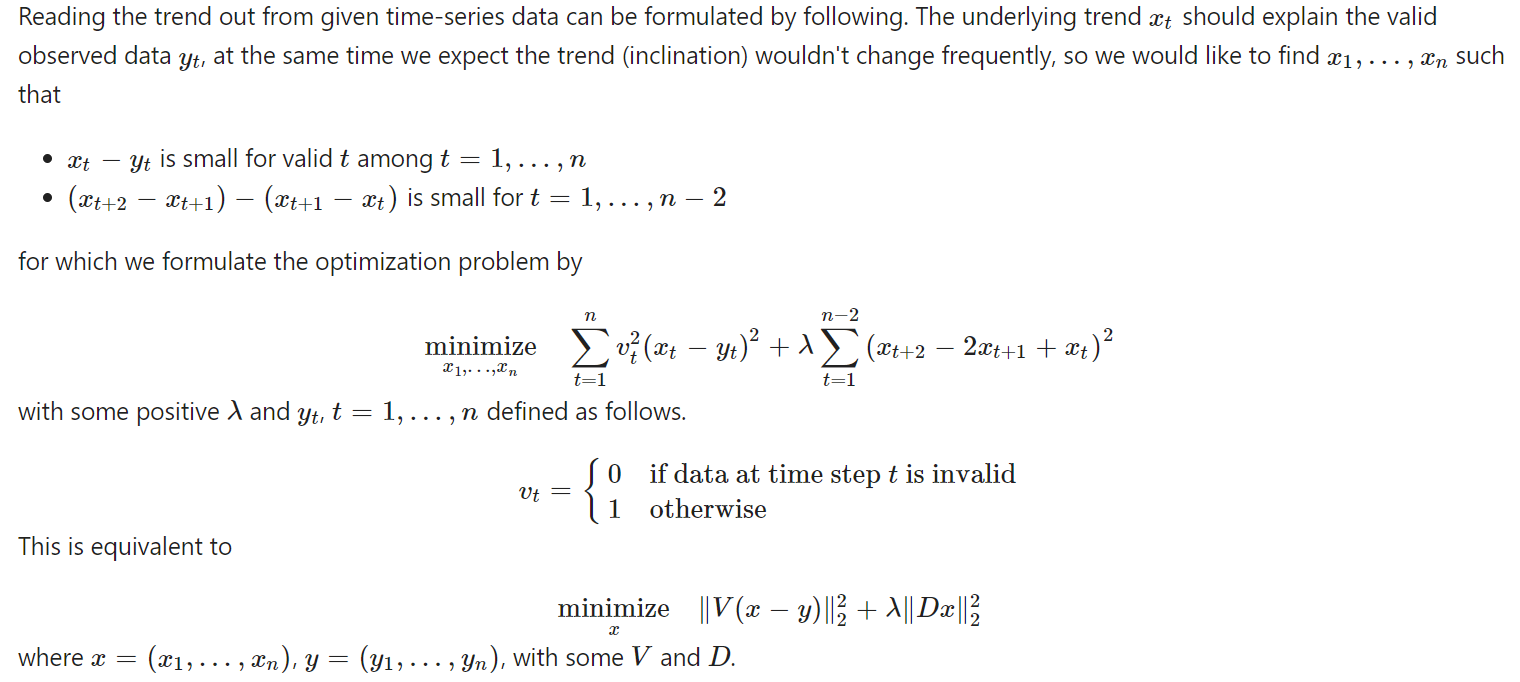 Reading the trend out from given time-series data can be formulated by following. The underlying trend $x_t$ should explain the valid
observed data $y_t$, at the same time we expect the trend (inclination) wouldn't change frequently, so we would like to find $x_1, \ldots, x_n$ such
that
• $x_t - y_t$ is small for valid $t$ among $t = 1, \ldots, n$
• $(x_{t+2} - x_{t+1}) - (x_{t+1} - x_t)$ is small for $t = 1, \ldots, n - 2$
for which we formulate the optimization problem by
$\underset{x_1, \ldots, x_n}{\text{minimize}} \quad \sum_{t=1}^{n} v_t^2 (x_t - y_t)^2 + \lambda \sum_{t=1}^{n-2} (x_{t+2} - 2x_{t+1} + x_t)^2$
with some positive $\lambda$ and $y_t$, $t = 1, \ldots, n$ defined as follows.
$v_t = \begin{cases} 0 & \text{if data at time step } t \text{ is invalid} \\ 1 & \text{otherwise} \end{cases}$
This is equivalent to
$\underset{x}{\text{minimize}} \quad \|V(x - y)\|_2^2 + \lambda \|Dx\|_2^2$
where $x = (x_1, \ldots, x_n)$, $y = (y_1, \ldots, y_n)$, with some $V$ and $D$.